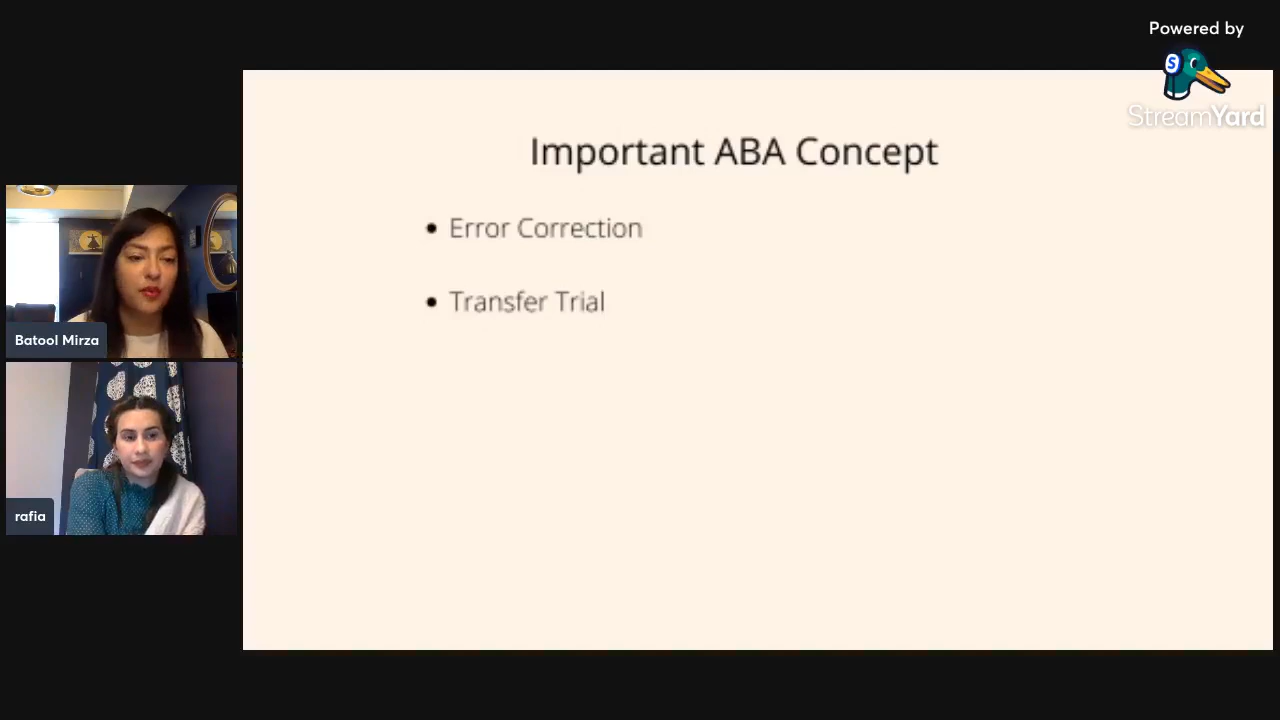 Powered by
StreamYard
Important ABA Concept
• Error Correction
• Transfer Trial
Batool Mirza
rafia